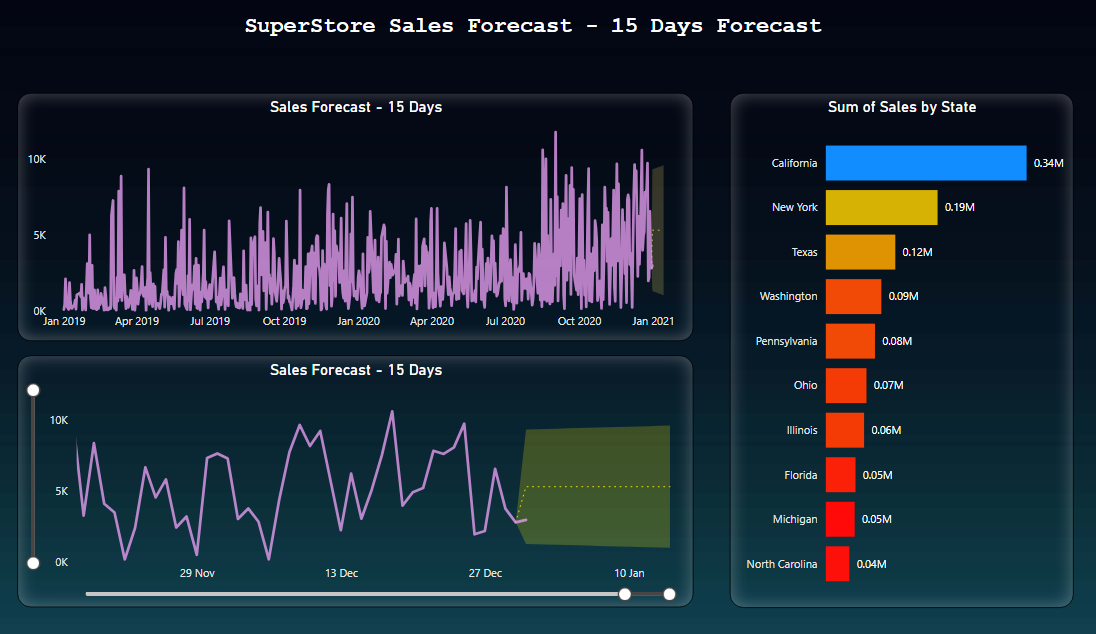 SuperStore Sales Forecast - 15 Days Forecast
Sales Forecast - 15 Days
10K
5K
0K
Jan 2019 Apr 2019 Jul 2019 Oct 2019 Jan 2020 Apr 2020 Jul 2020 Oct 2020 Jan 2021
Sales Forecast - 15 Days
10K
5K
0K
29 Nov 13 Dec 27 Dec 10 Jan
Sum of Sales by State
California 0.34M
New York 0.19M
Texas 0.12M
Washington 0.09M
Pennsylvania 0.08M
Ohio 0.07M
Illinois 0.06M
Florida 0.05M
Michigan 0.05M
North Carolina 0.04M